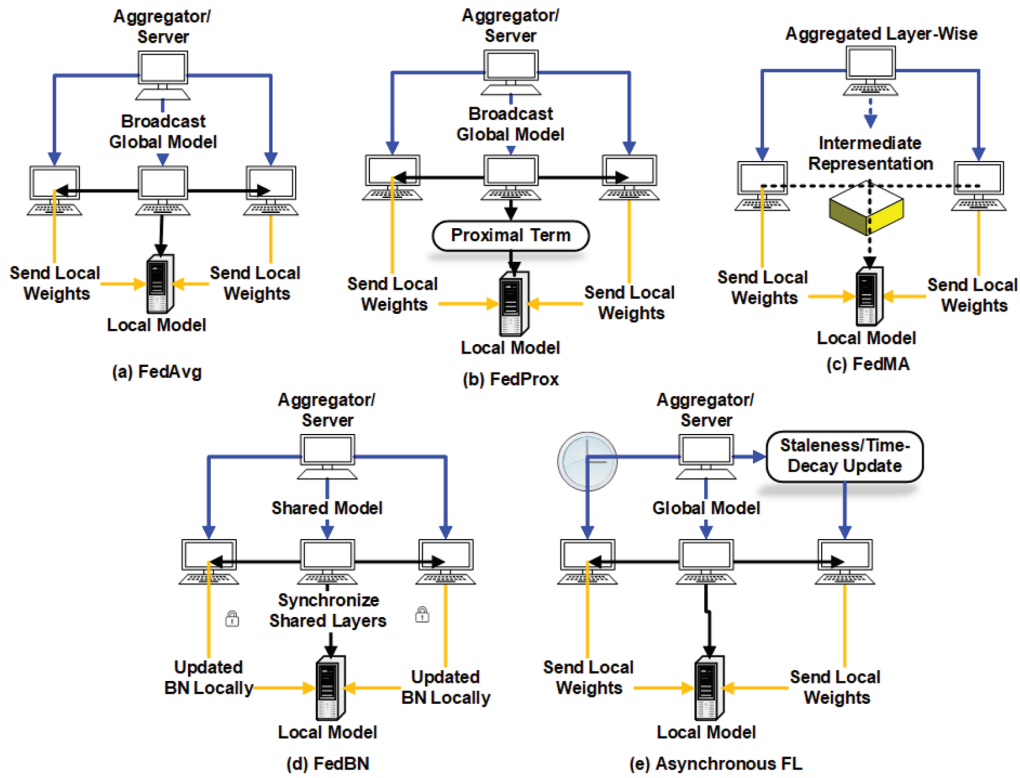 Aggregator/
Server
Broadcast
Global Model
Send Local
Weights
Send Local
Weights
Local Model
(a) FedAvg
Aggregator/
Server
Broadcast
Global Model
Proximal Term
Send Local
Weights
Send Local
Weights
Local Model
(b) FedProx
Aggregated Layer-Wise
Intermediate
Representation
Send Local
Weights
Send Local
Weights
Local Model
(c) FedMA
Aggregator/
Server
Shared Model
Synchronize
Shared Layers
Updated
BN Locally
Updated
BN Locally
Local Model
(d) FedBN
Aggregator/
Server
Staleness/Time-
Decay Update
Global Model
Send Local
Weights
Send Local
Weights
Local Model
(e) Asynchronous FL